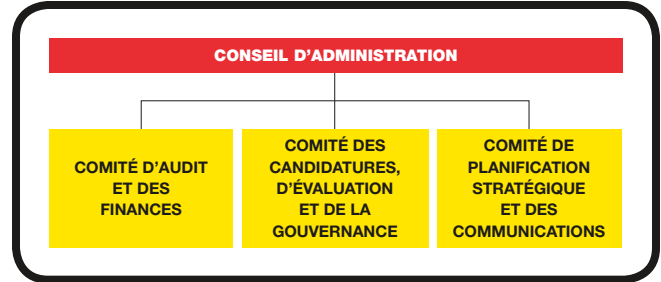 CONSEIL D'ADMINISTRATION
COMITÉ D'AUDIT
ET DES
FINANCES
COMITÉ DES
CANDIDATURES,
D'ÉVALUATION
ET DE LA
GOUVERNANCE
COMITÉ DE
PLANIFICATION
STRATÉGIQUE
ET DES
COMMUNICATIONS